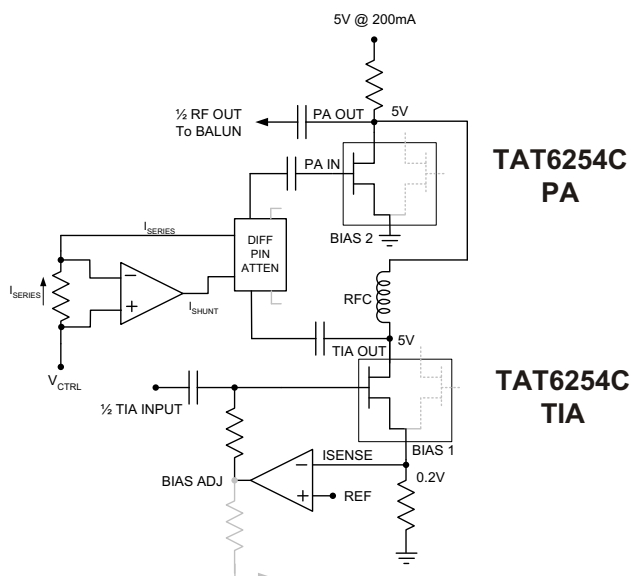 5V @ 200mA
½ RF OUT
To BALUN
PA OUT
5V
TAT6254C
PA
PA IN
BIAS 2
ISERIES
DIFF
PIN
ATTEN
ISERIES
−
+
ISHUNT
RFC
VCTRL
TIA OUT
5V
TAT6254C
TIA
½ TIA INPUT
BIAS 1
ISENSE
0.2V
BIAS ADJ
−
+
REF